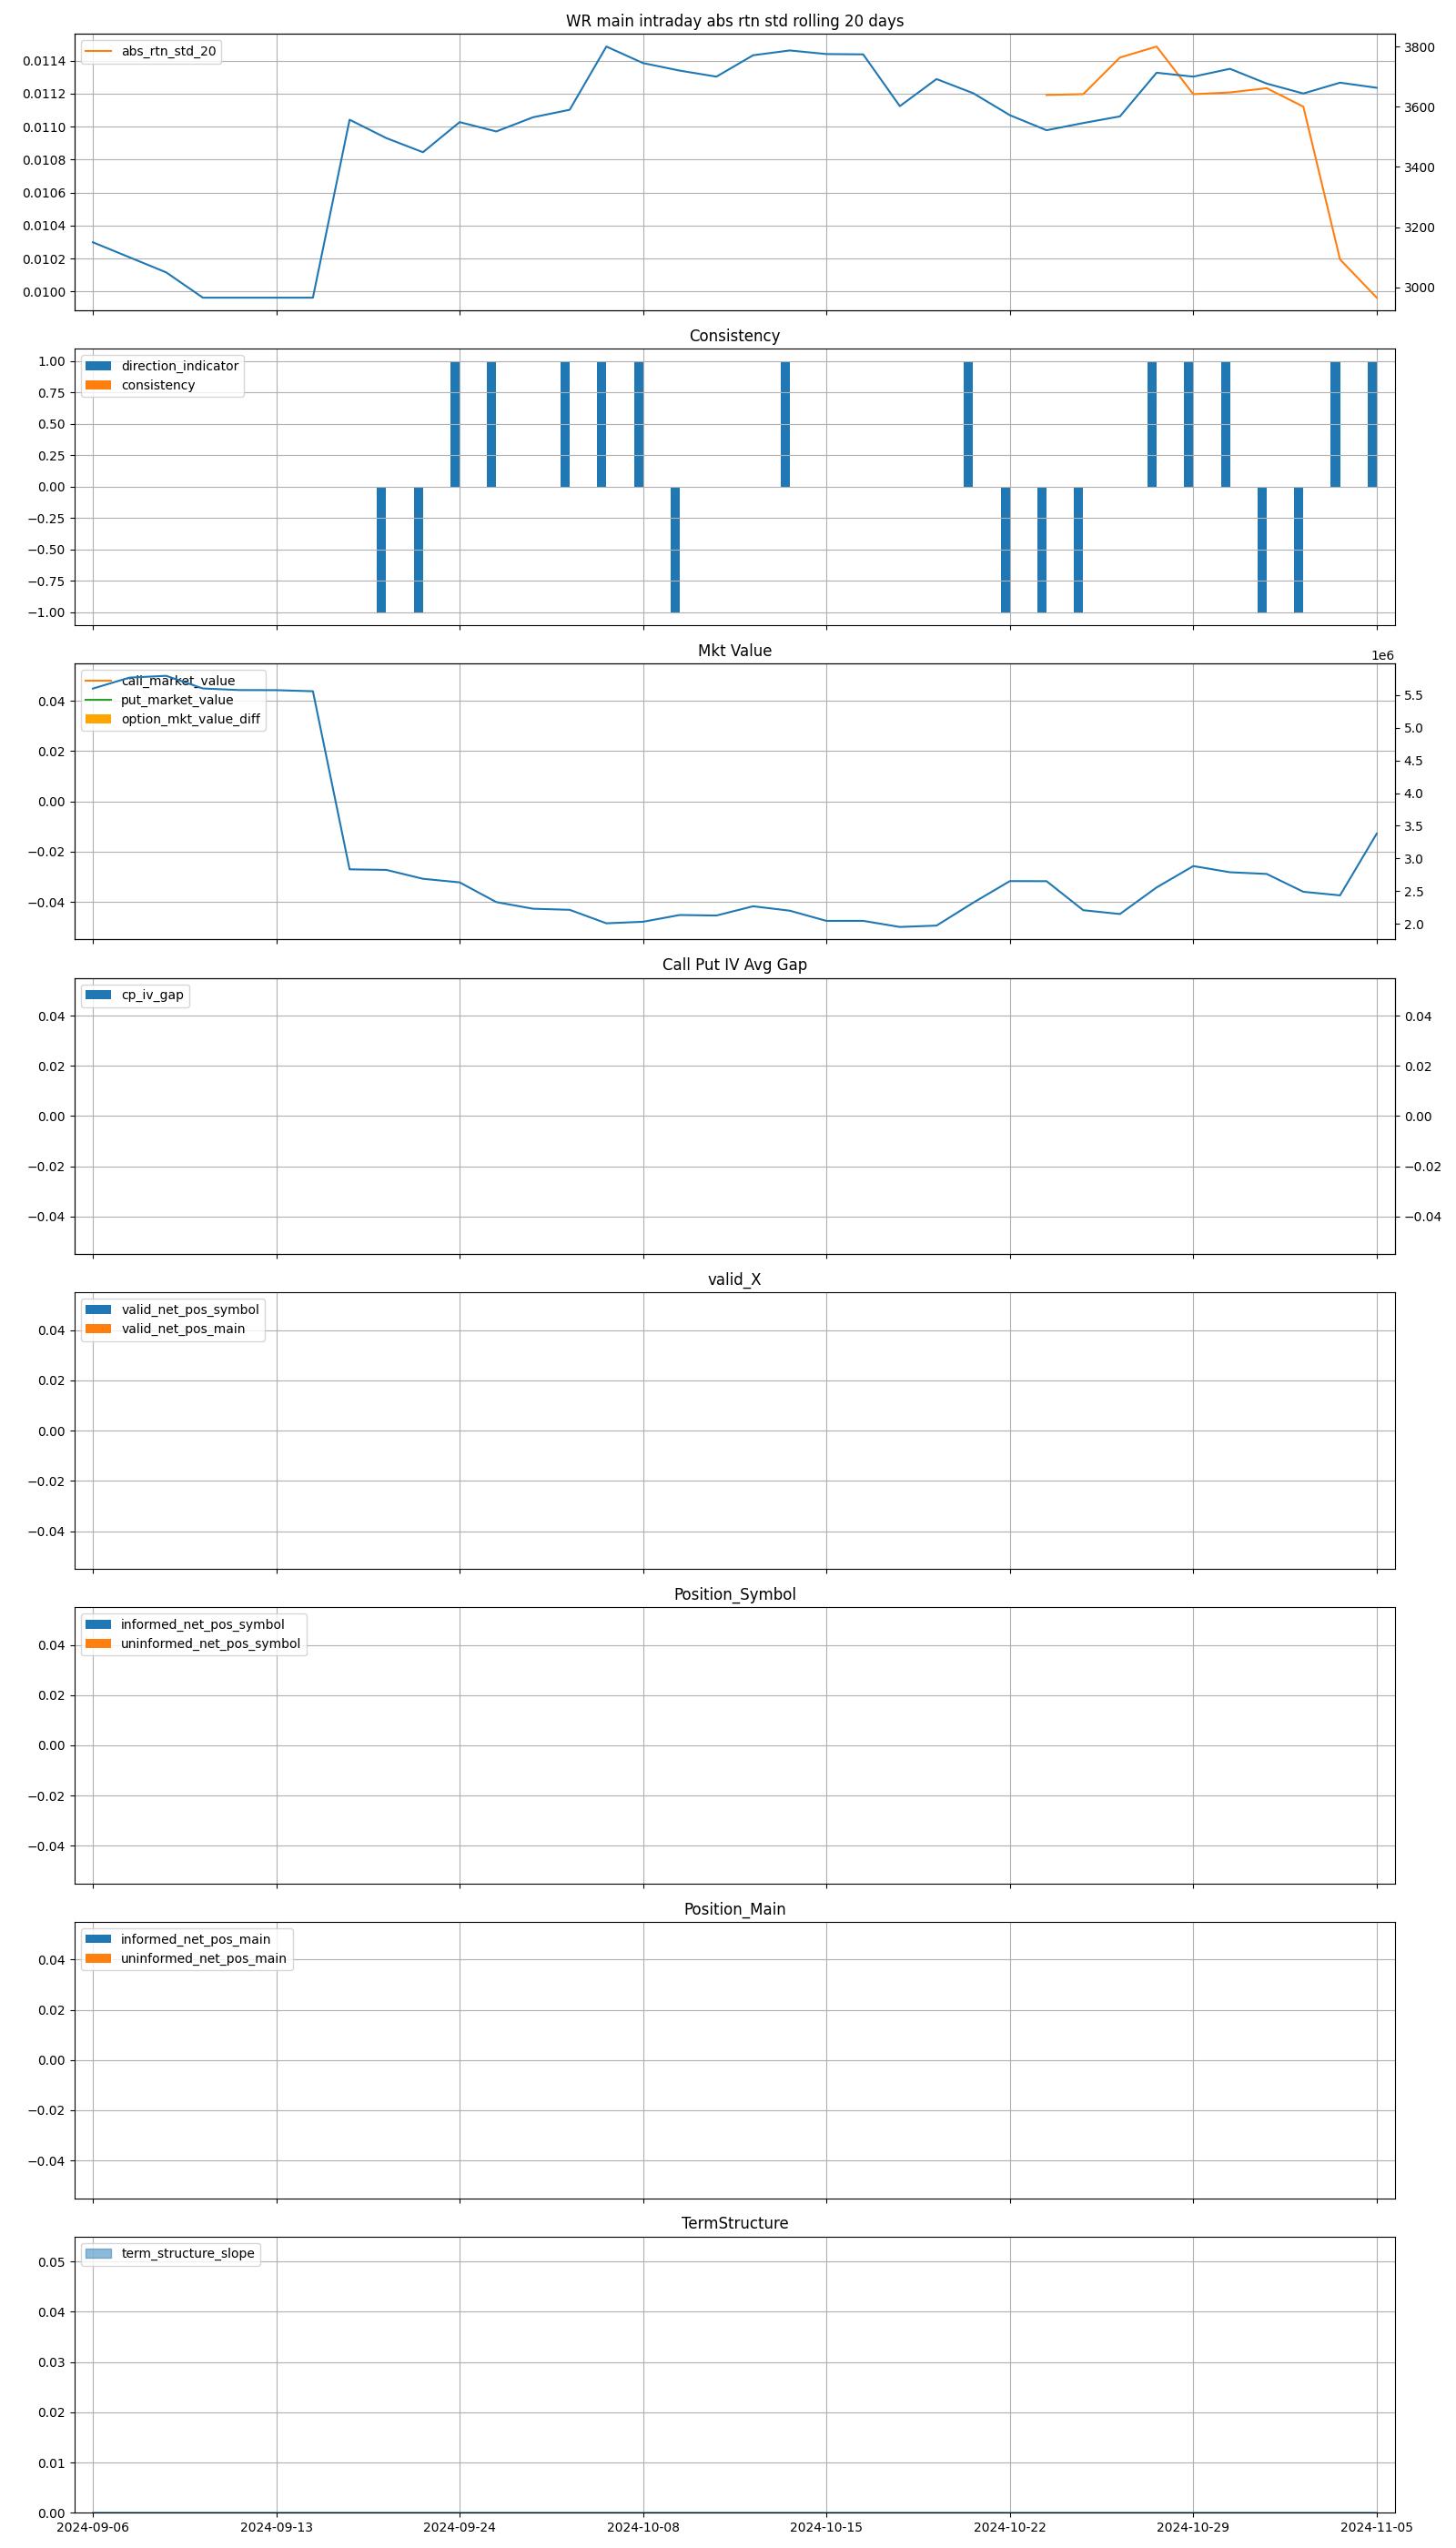 WR main intraday abs rtn std rolling 20 days
abs_rtn_std_20
0.0114
0.0112
0.0110
0.0108
0.0106
0.0104
0.0102
0.0100
3800
3600
3400
3200
3000
Consistency
direction_indicator
consistency
1.00
0.75
0.50
0.25
0.00
−0.25
−0.50
−0.75
−1.00
Mkt Value
1e6
call_market_value
put_market_value
option_mkt_value_diff
0.04
0.02
0.00
−0.02
−0.04
5.5
5.0
4.5
4.0
3.5
3.0
2.5
2.0
Call Put IV Avg Gap
cp_iv_gap
0.04
0.02
0.00
−0.02
−0.04
0.04
0.02
0.00
−0.02
−0.04
valid_X
valid_net_pos_symbol
valid_net_pos_main
0.04
0.02
0.00
−0.02
−0.04
Position_Symbol
informed_net_pos_symbol
uninformed_net_pos_symbol
0.04
0.02
0.00
−0.02
−0.04
Position_Main
informed_net_pos_main
uninformed_net_pos_main
0.04
0.02
0.00
−0.02
−0.04
TermStructure
term_structure_slope
0.05
0.04
0.03
0.02
0.01
0.00
2024-09-06 2024-09-13 2024-09-24 2024-10-08 2024-10-15 2024-10-22 2024-10-29 2024-11-05